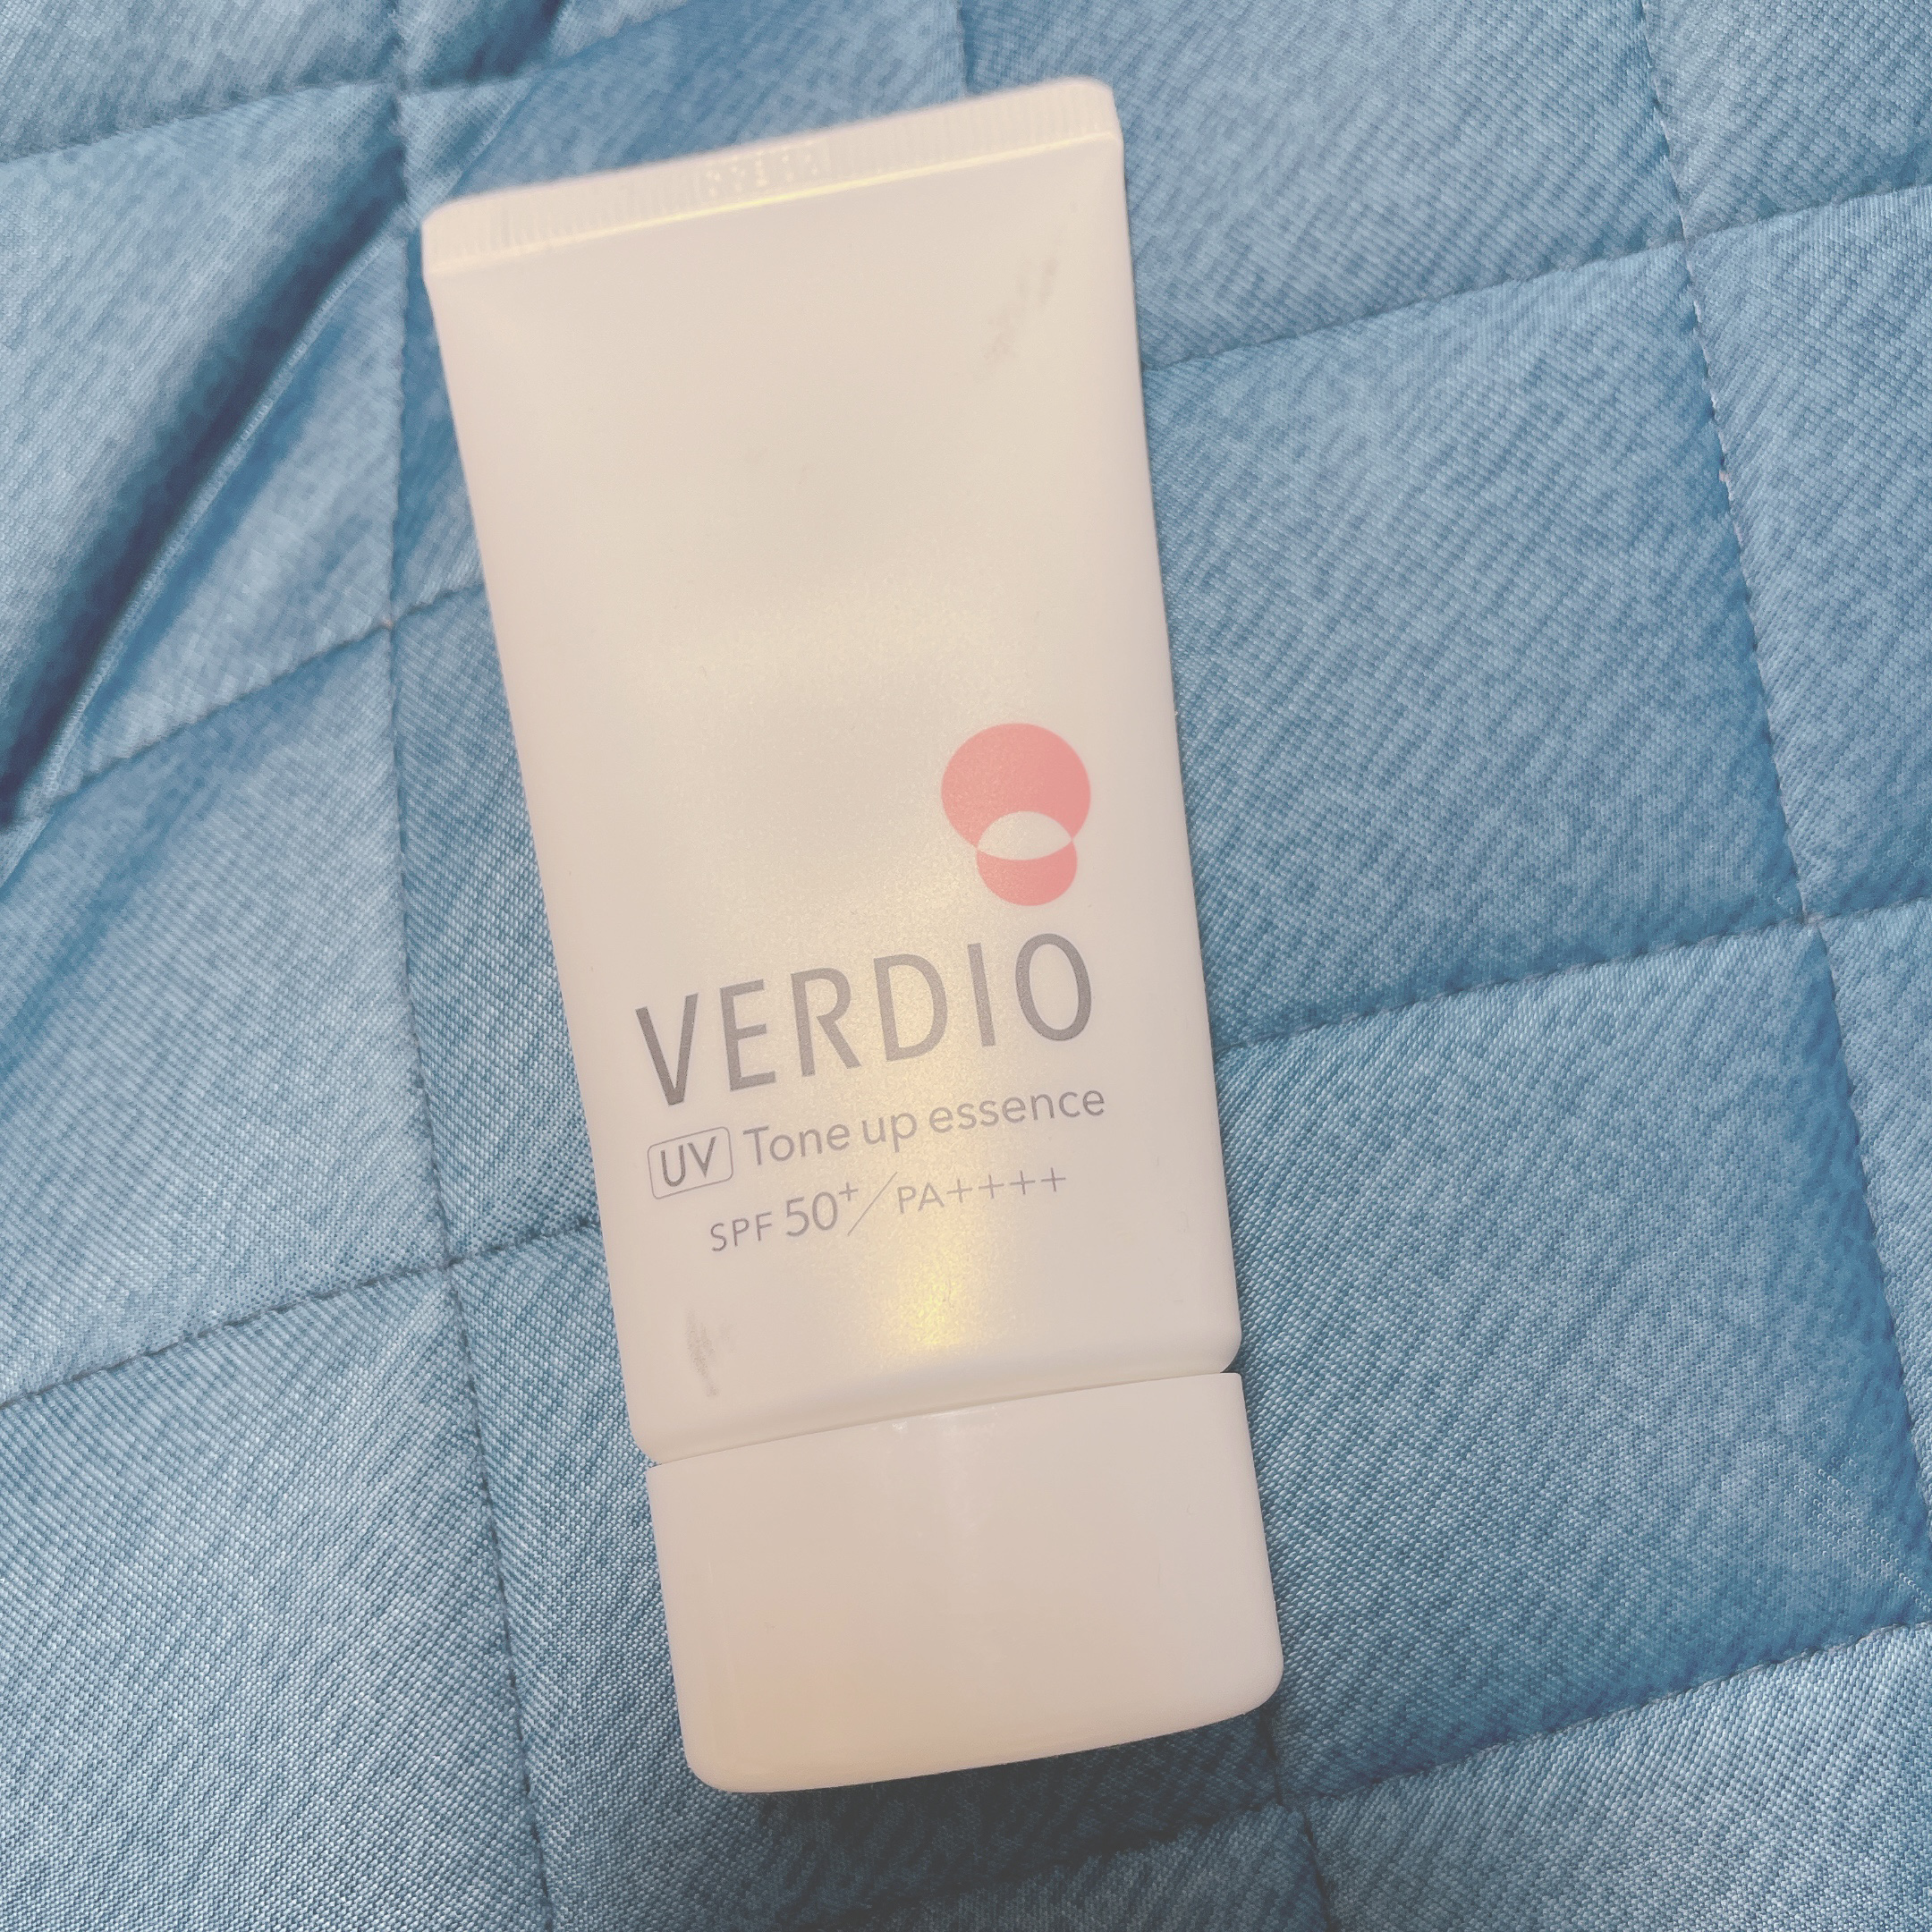 VERDIO
UV Tone up essence
SPF 50+/PA++++